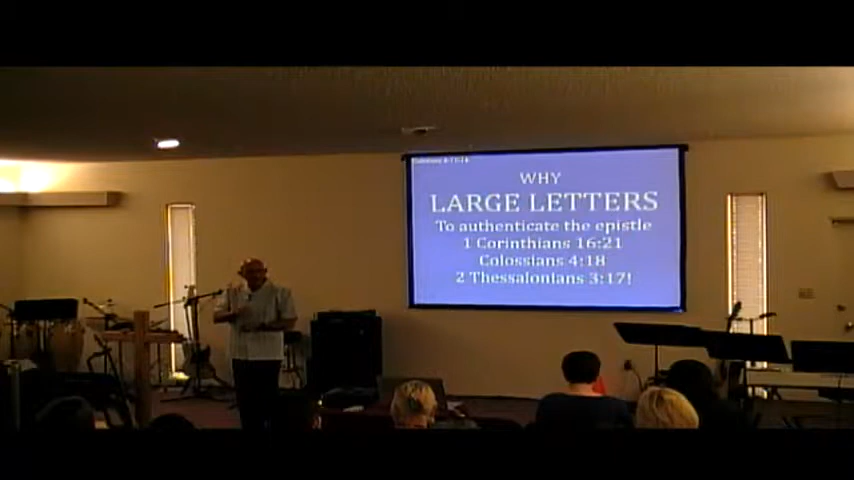 WHY
LARGE LETTERS
To authenticate the epistle
1 Corinthians 16:21
Colossians 4:18
2 Thessalonians 3:17!